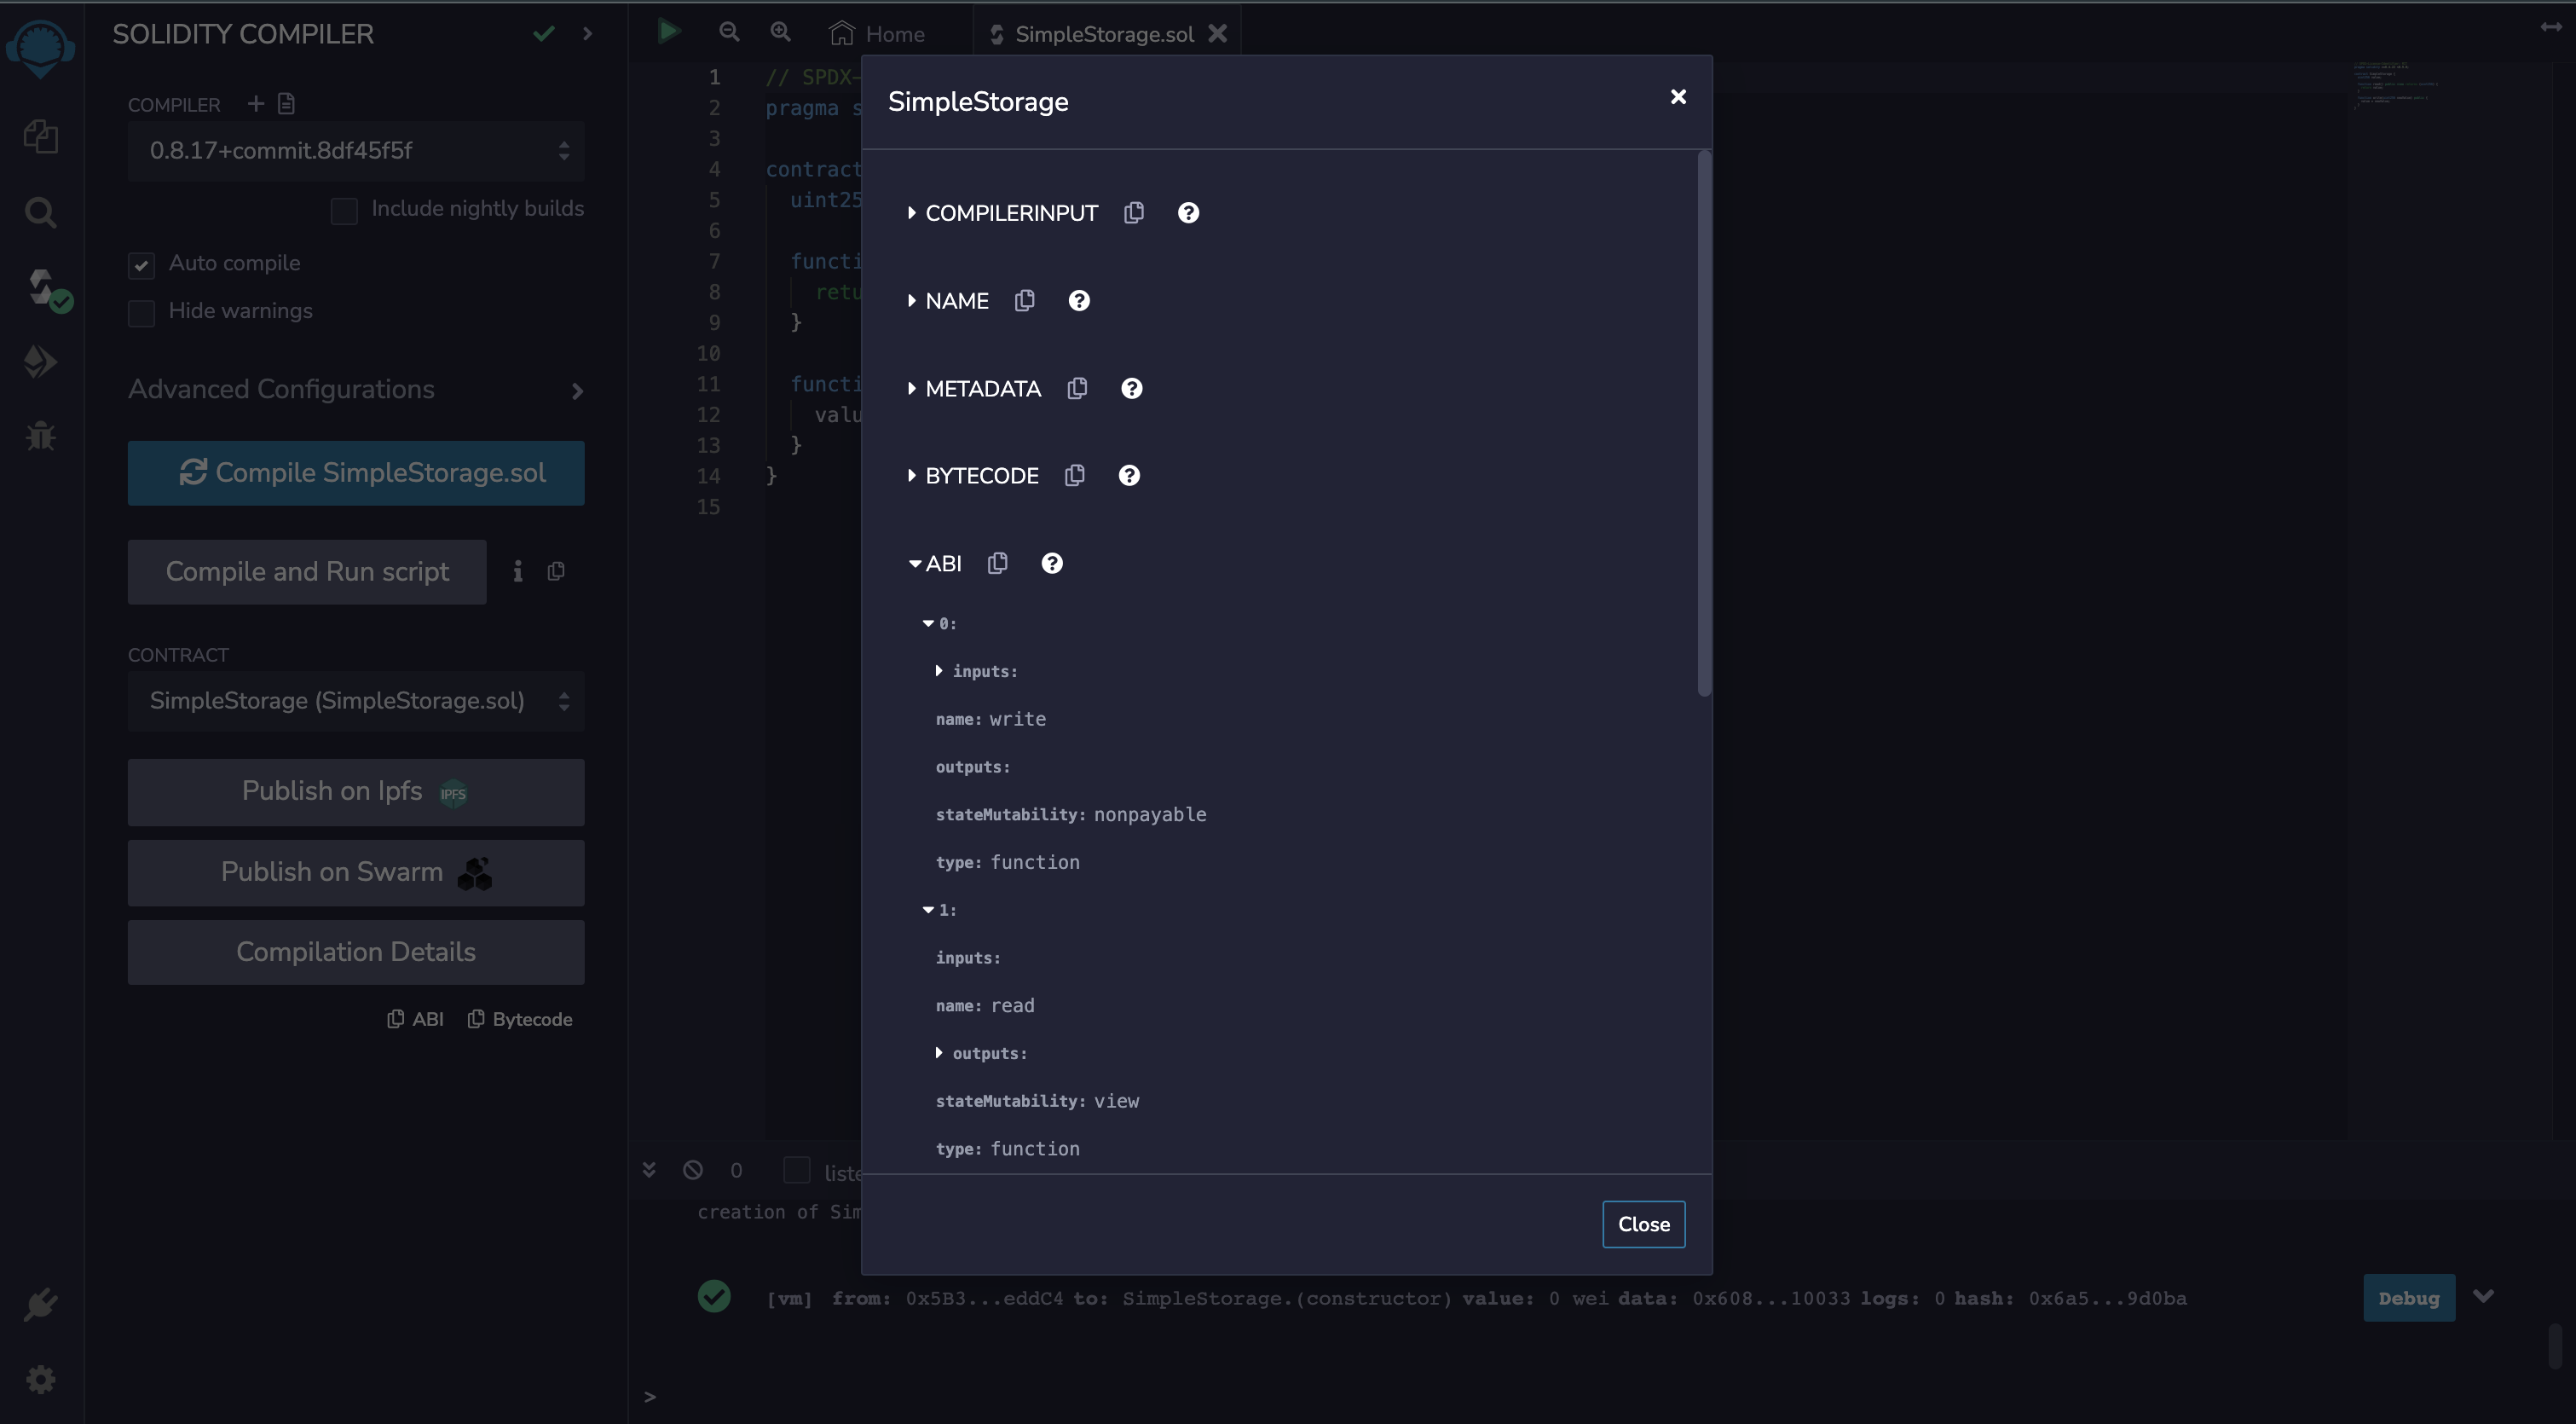 SOLIDITY COMPILER
COMPILER
0.8.17+commit.8df45f5f
Include nightly builds
Auto compile
Hide warnings
Advanced Configurations
Compile SimpleStorage.sol
Compile and Run script
CONTRACT
SimpleStorage (SimpleStorage.sol)
Publish on Ipfs IPFS
Publish on Swarm
Compilation Details
ABI Bytecode
Home SimpleStorage.sol
1 // SPDX-
2 pragma s
3
4 contract
5 uint25
6
7 functi
8 retu
9 }
10
11 functi
12 valu
13 }
14 }
15
SimpleStorage
COMPILERINPUT
NAME
METADATA
BYTECODE
ABI
0:
inputs:
name: write
outputs:
stateMutability: nonpayable
type: function
1:
inputs:
name: read
outputs:
stateMutability: view
type: function
Close
0 liste
creation of Sim
[vm] from: 0x5B3...eddC4 to: SimpleStorage.(constructor) value: 0 wei data: 0x608...10033 logs: 0 hash: 0x6a5...9d0ba
Debug
>